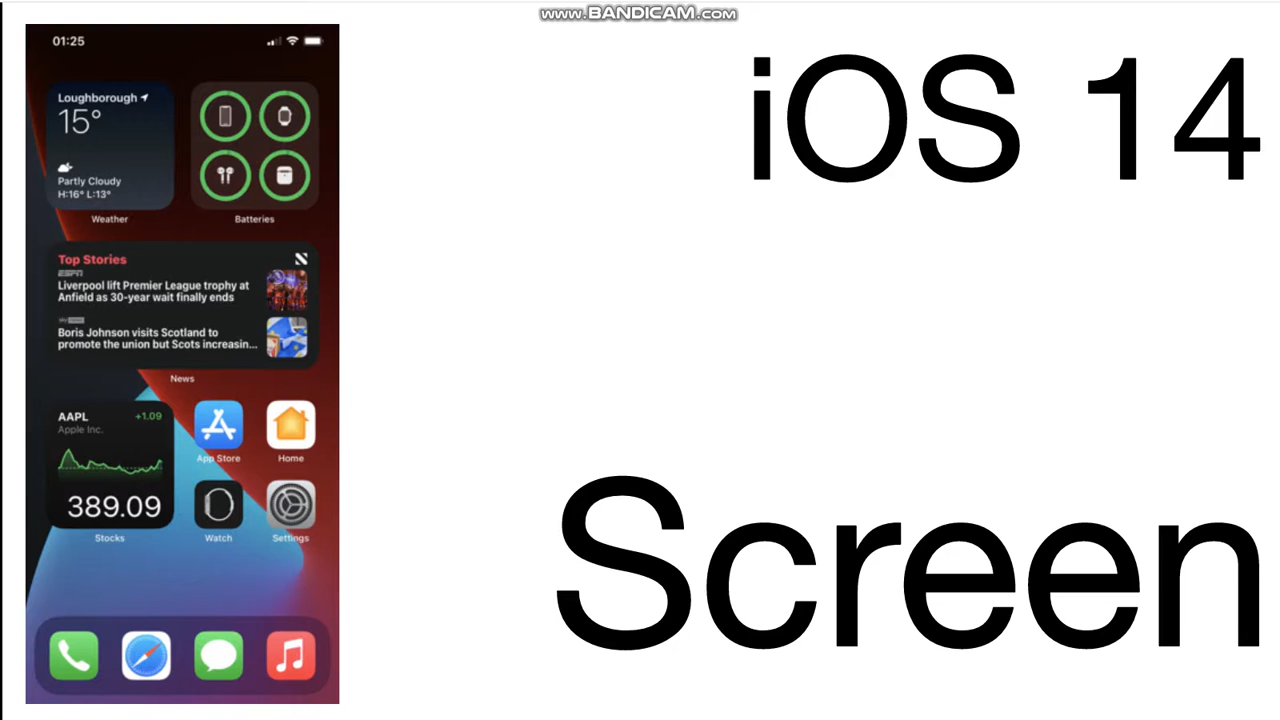 www.BANDICAM.com
01:25
Loughborough
15°
Partly Cloudy
H:16° L:13°
Weather
Batteries
Top Stories
ESPN
Liverpool lift Premier League trophy at
Anfield as 30-year wait finally ends
Boris Johnson visits Scotland to
promote the union but Scots increasin...
News
AAPL
+1.09
Apple Inc.
389.09
Stocks
App Store
Home
Watch
Settings
iOS 14
Screen